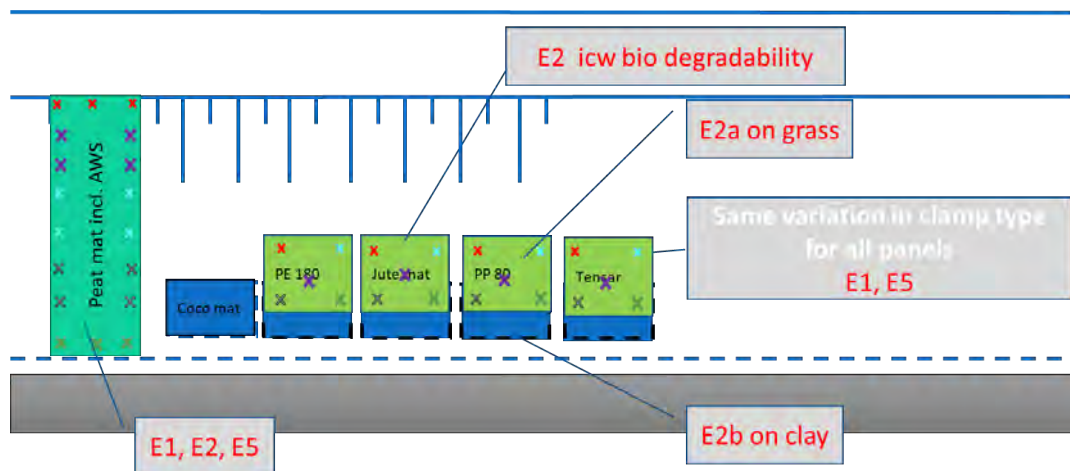 E2 icw bio degradability
E2a on grass
Same variation in clamp type
for all panels
E1, E5
Peat mat incl. AWS
Coco mat
PE 180
Jute mat
PP 80
Tensar
E2b on clay
E1, E2, E5